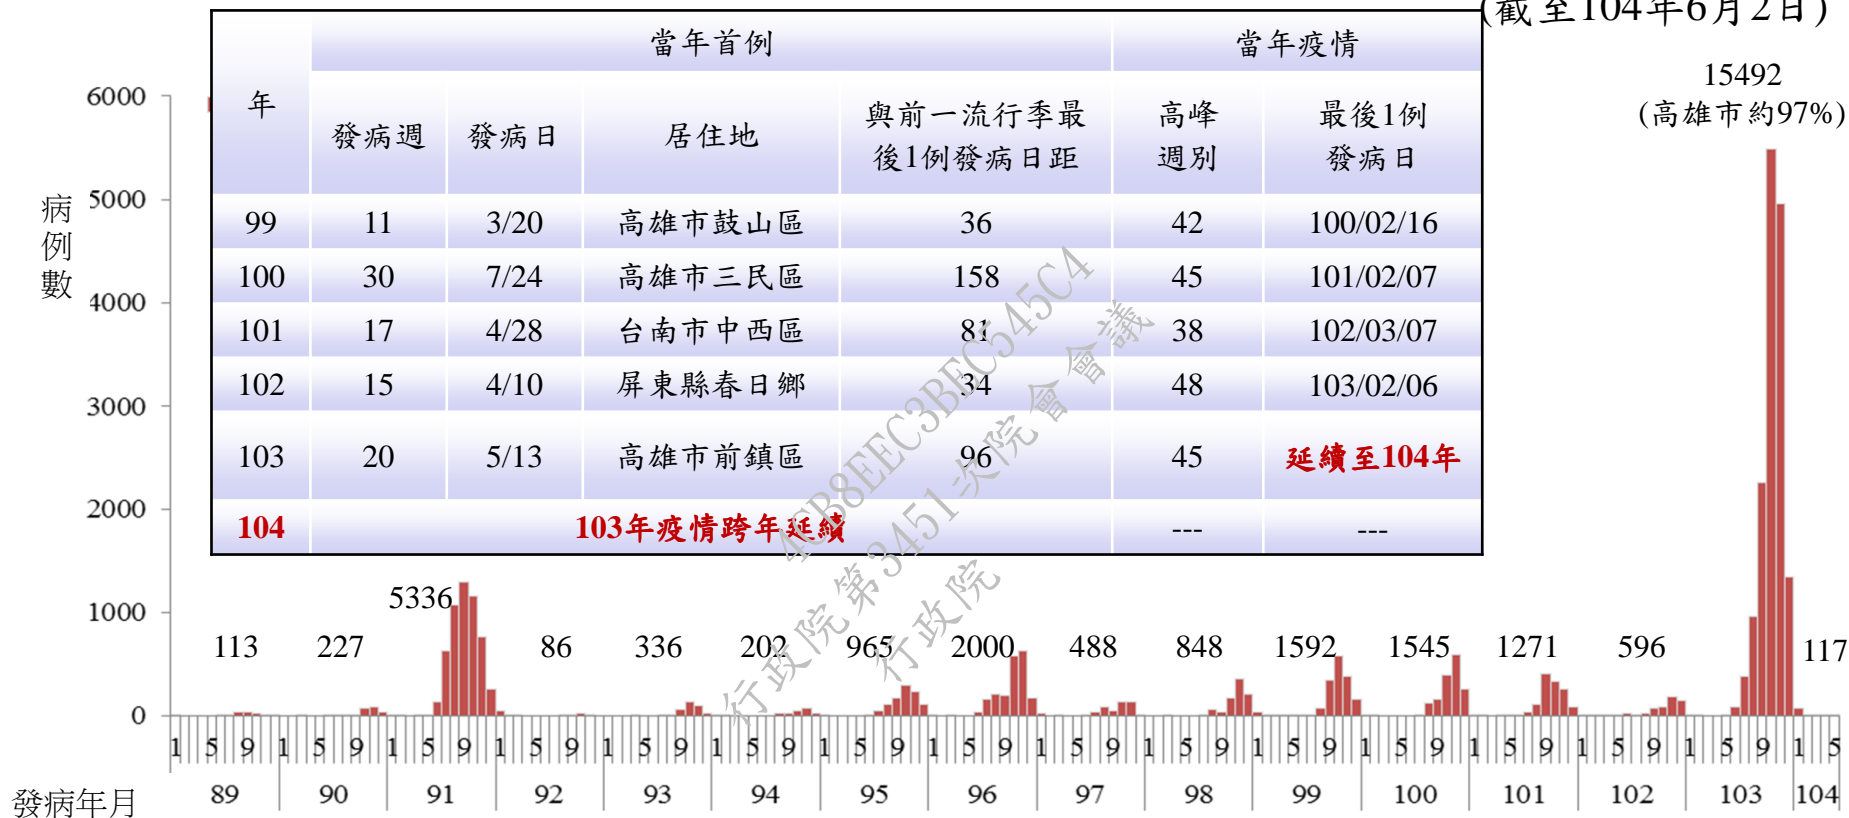 (截至104年6月2日)
年
當年首例
當年疫情
發病週
發病日
居住地
與前一流行季最
後1例發病日距
高峰
週別
最後1例
發病日
99 11 3/20 高雄市鼓山區 36 42 100/02/16
100 30 7/24 高雄市三民區 158 45 101/02/07
101 17 4/28 台南市中西區 81 38 102/03/07
102 15 4/10 屏東縣春日鄉 34 48 103/02/06
103 20 5/13 高雄市前鎮區 96 45 延續至104年
104 103年疫情跨年延續 --- ---
15492
(高雄市約97%)
病例數
6000
5000
4000
3000
2000
1000
0
113 227 5336 86 336 202 965 2000 488 848 1592 1545 1271 596 117
1 5 9 1 5 9 1 5 9 1 5 9 1 5 9 1 5 9 1 5 9 1 5 9 1 5 9 1 5 9 1 5 9 1 5 9 1 5 9 1 5 9 1 5 9 1 5
發病年月 89 90 91 92 93 94 95 96 97 98 99 100 101 102 103 104
4CB8EEC3BEC545C4
行政院第3451次院會會議
行政院